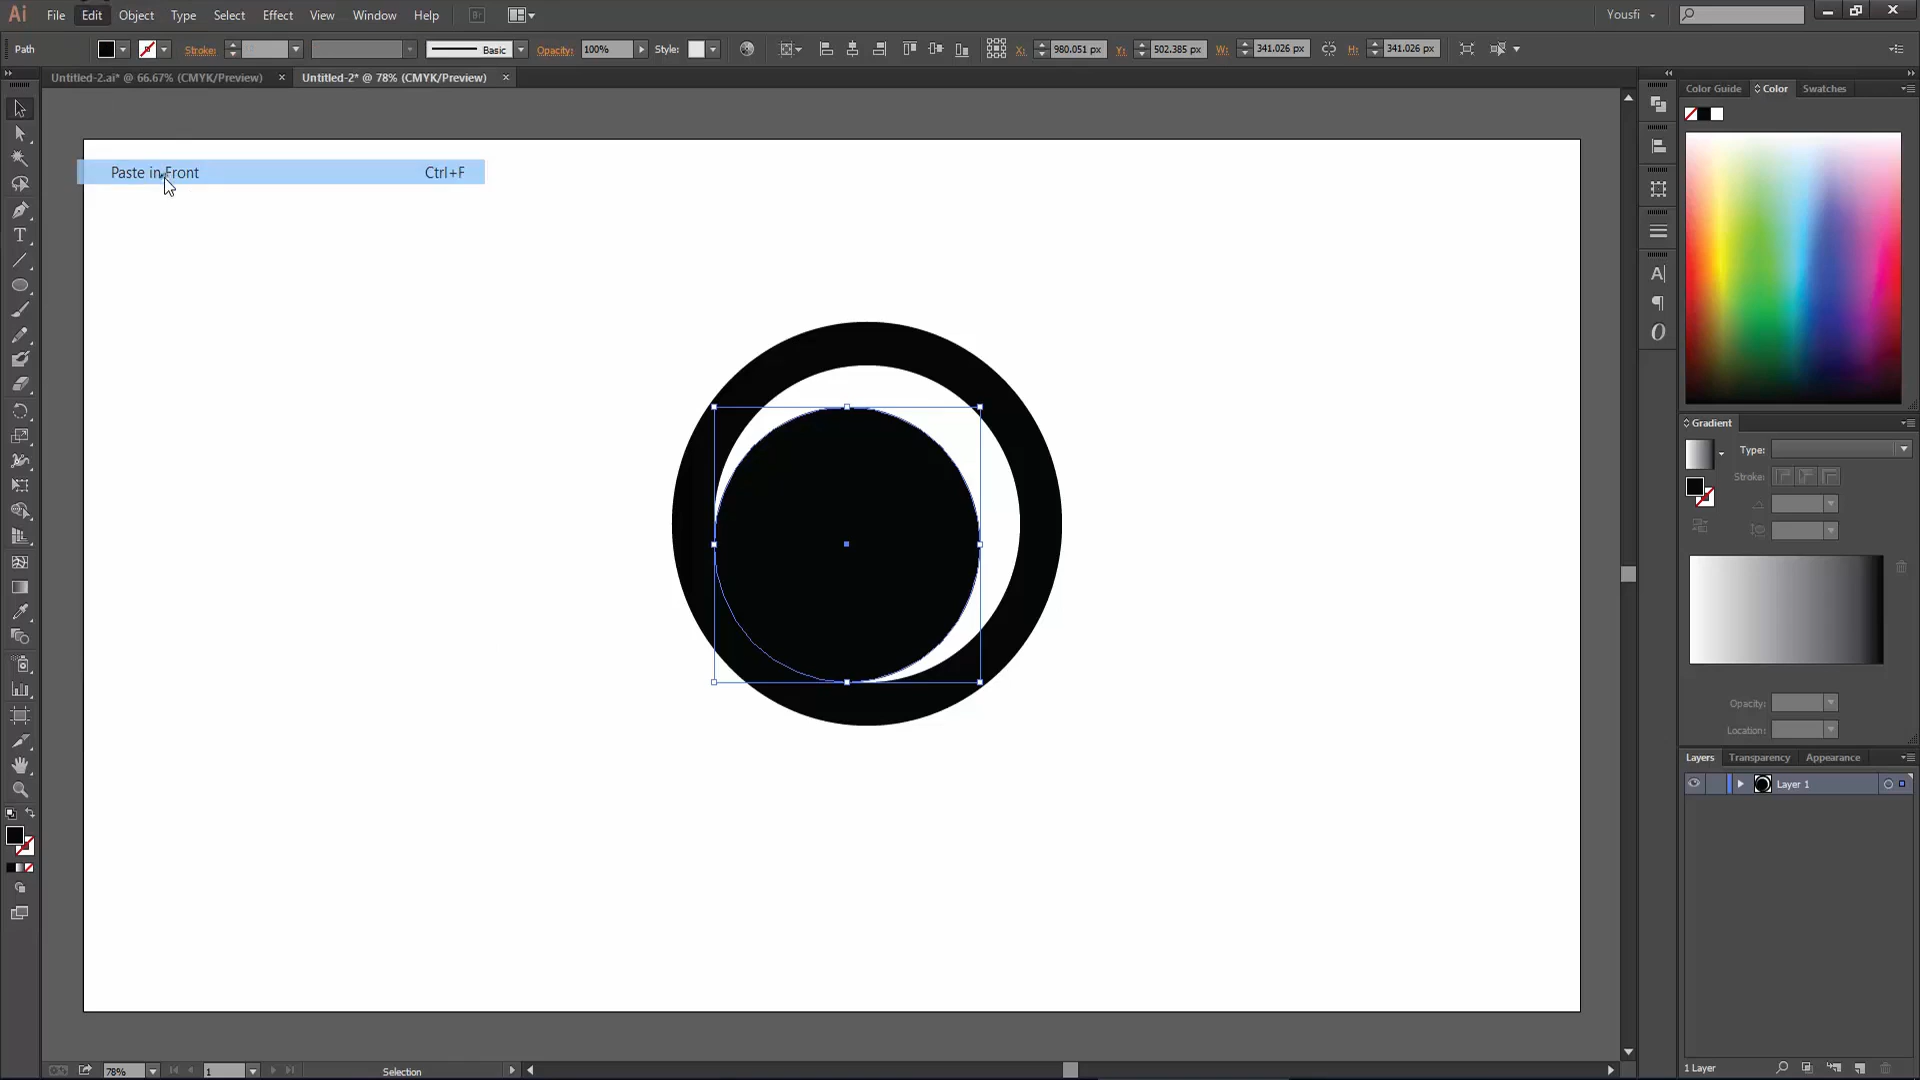 Ai File Edit Object Type Select Effect View Window Help Br Yousfi
Path Stroke: Basic Opacity: 100% Style: X: 980.051 px Y: 502.385 px W: 341.026 px H: 341.026 px
Untitled-2.ai* @ 66.67% (CMYK/Preview) × Untitled-2* @ 78% (CMYK/Preview) ×
Color Guide Color Swatches
Paste in Front Ctrl+F
Gradient
Type:
Stroke:
Opacity:
Location:
Layers Transparency Appearance
Layer 1
1 Layer
78% 1 Selection